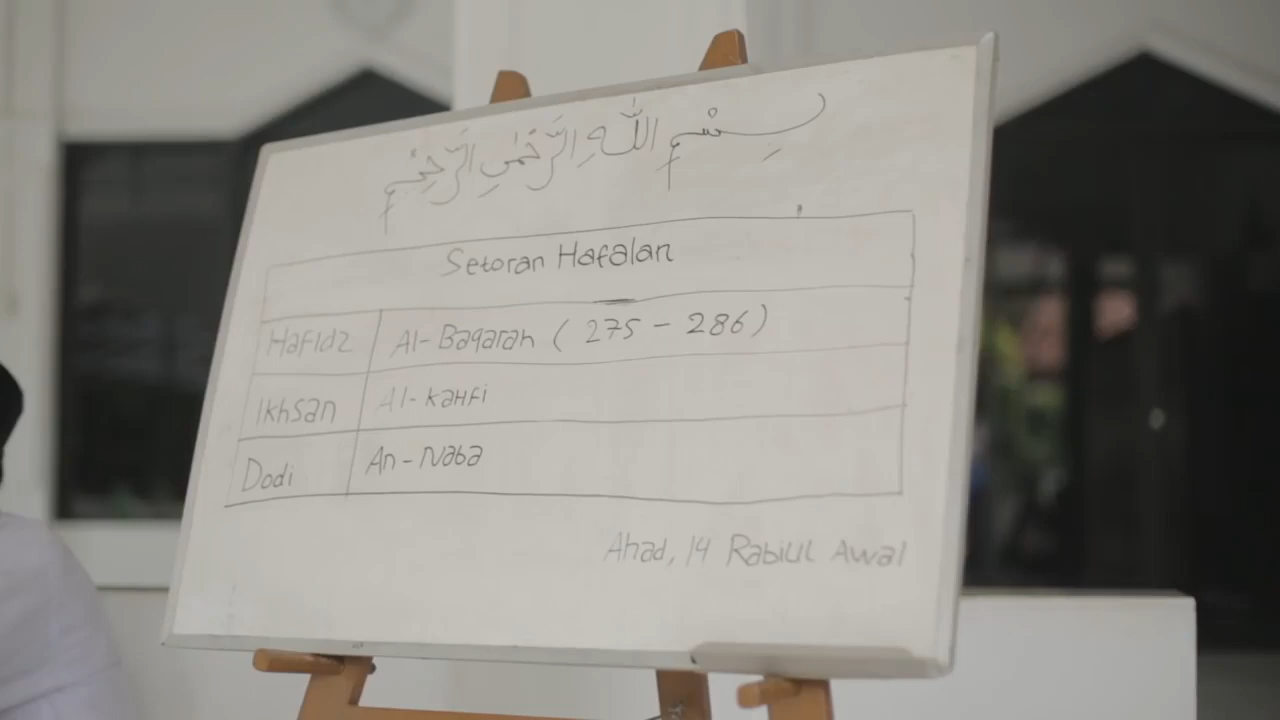 بِسْمِ اللّٰهِ الرَّحْمٰنِ الرَّحِيْمِ
Setoran Hafalan
Hafidz Al-Baqarah ( 275 - 286 )
Ikhsan Al-Kahfi
Dodi An-Naba
Ahad, 14 Rabiul Awal